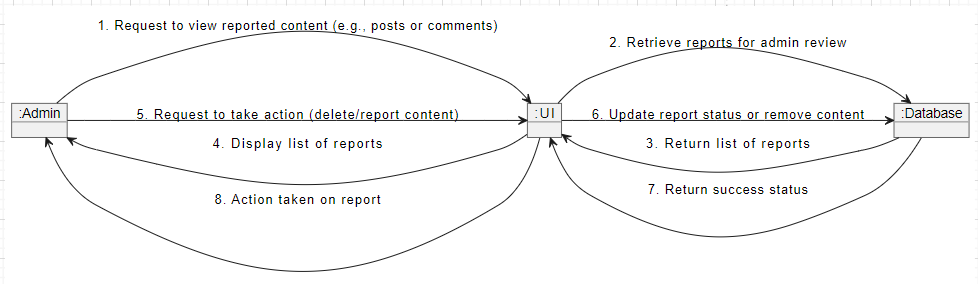 1. Request to view reported content (e.g., posts or comments)
2. Retrieve reports for admin review
:Admin
5. Request to take action (delete/report content)
:UI
6. Update report status or remove content
:Database
4. Display list of reports
3. Return list of reports
8. Action taken on report
7. Return success status